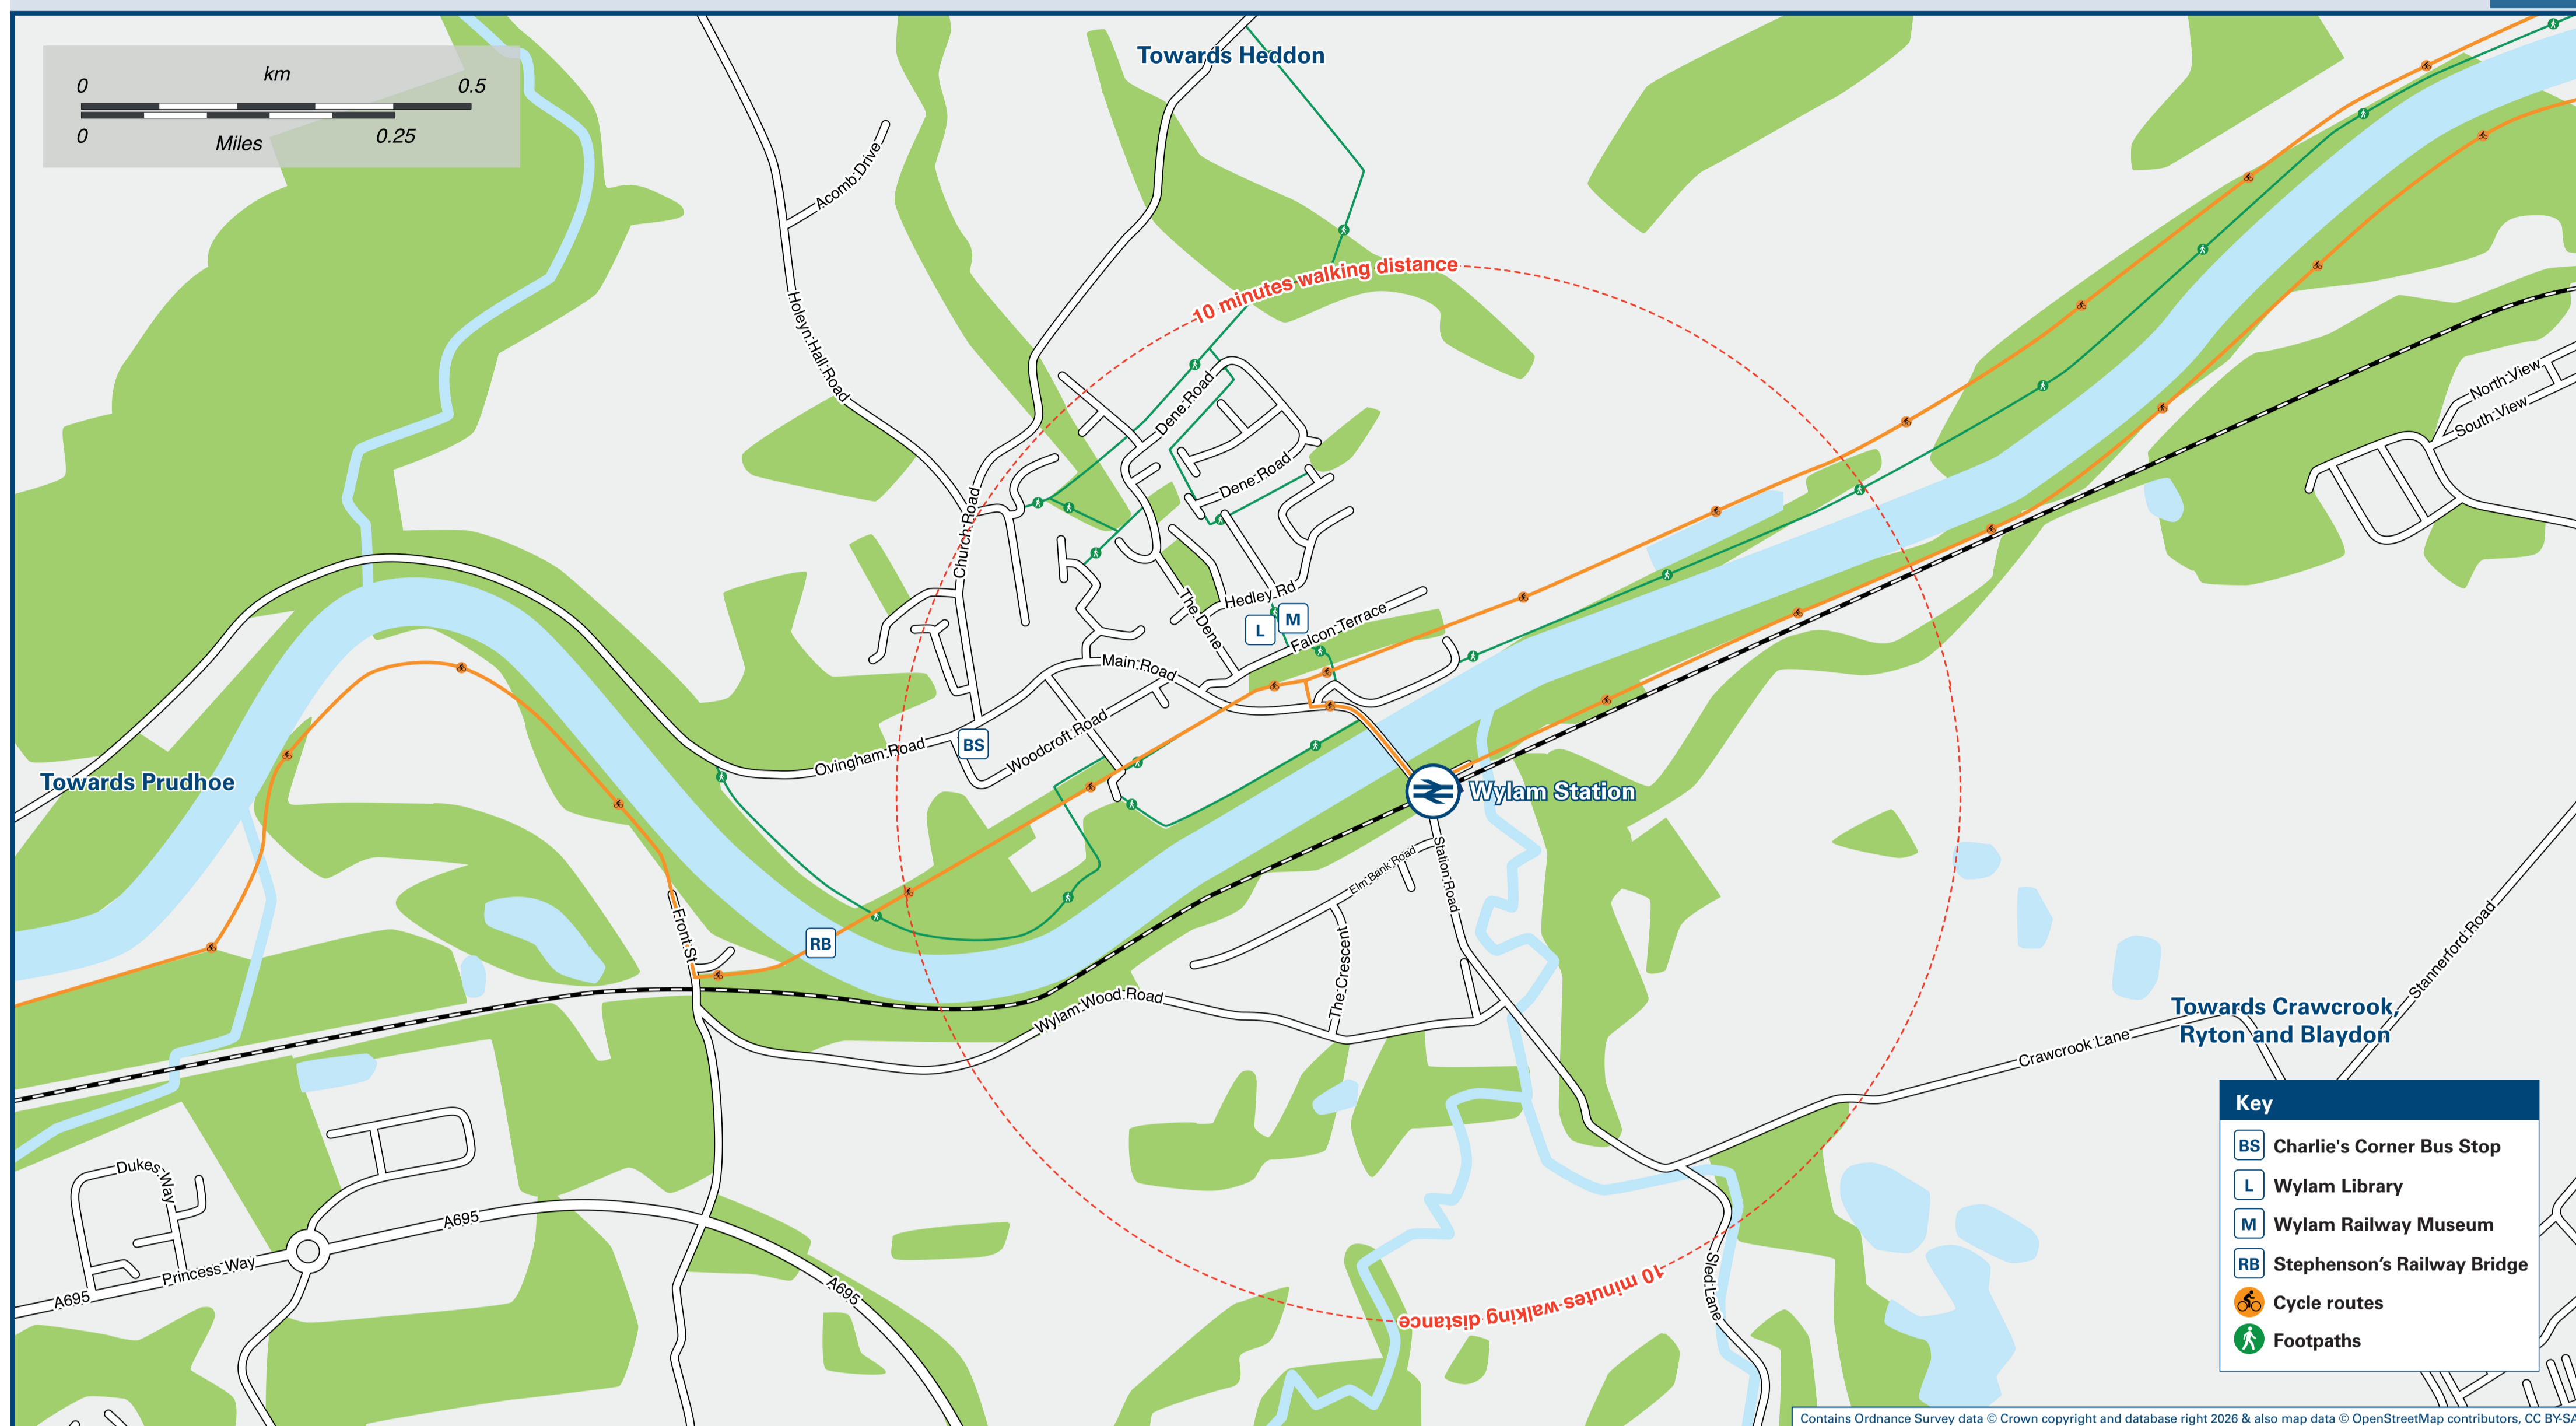 Towards Heddon
km
0
0.5
0
0.25
Miles
Acomb Drive
10 minutes walking distance
Holeyn Hall Road
North View
South View
Dene Road
Dene Road
Church Road
Hedley Rd
The Dene
M
L
Falcon Terrace
Main Road
Woodcroft Road
BS
Ovingham Road
Towards Prudhoe
Wylam Station
Elm Bank Road
Station Road
Front St
RB
The Crescent
Wylam Wood Road
Stannerford Road
Towards Crawcrook,
Ryton and Blaydon
Crawcrook Lane
Dukes Way
A695
Princess Way
A695
A695
Sled Lane
10 minutes walking distance
Key
BS Charlie's Corner Bus Stop
L Wylam Library
M Wylam Railway Museum
RB Stephenson’s Railway Bridge
Cycle routes
Footpaths
Contains Ordnance Survey data © Crown copyright and database right 2026 & also map data © OpenStreetMap contributors, CC BY-SA